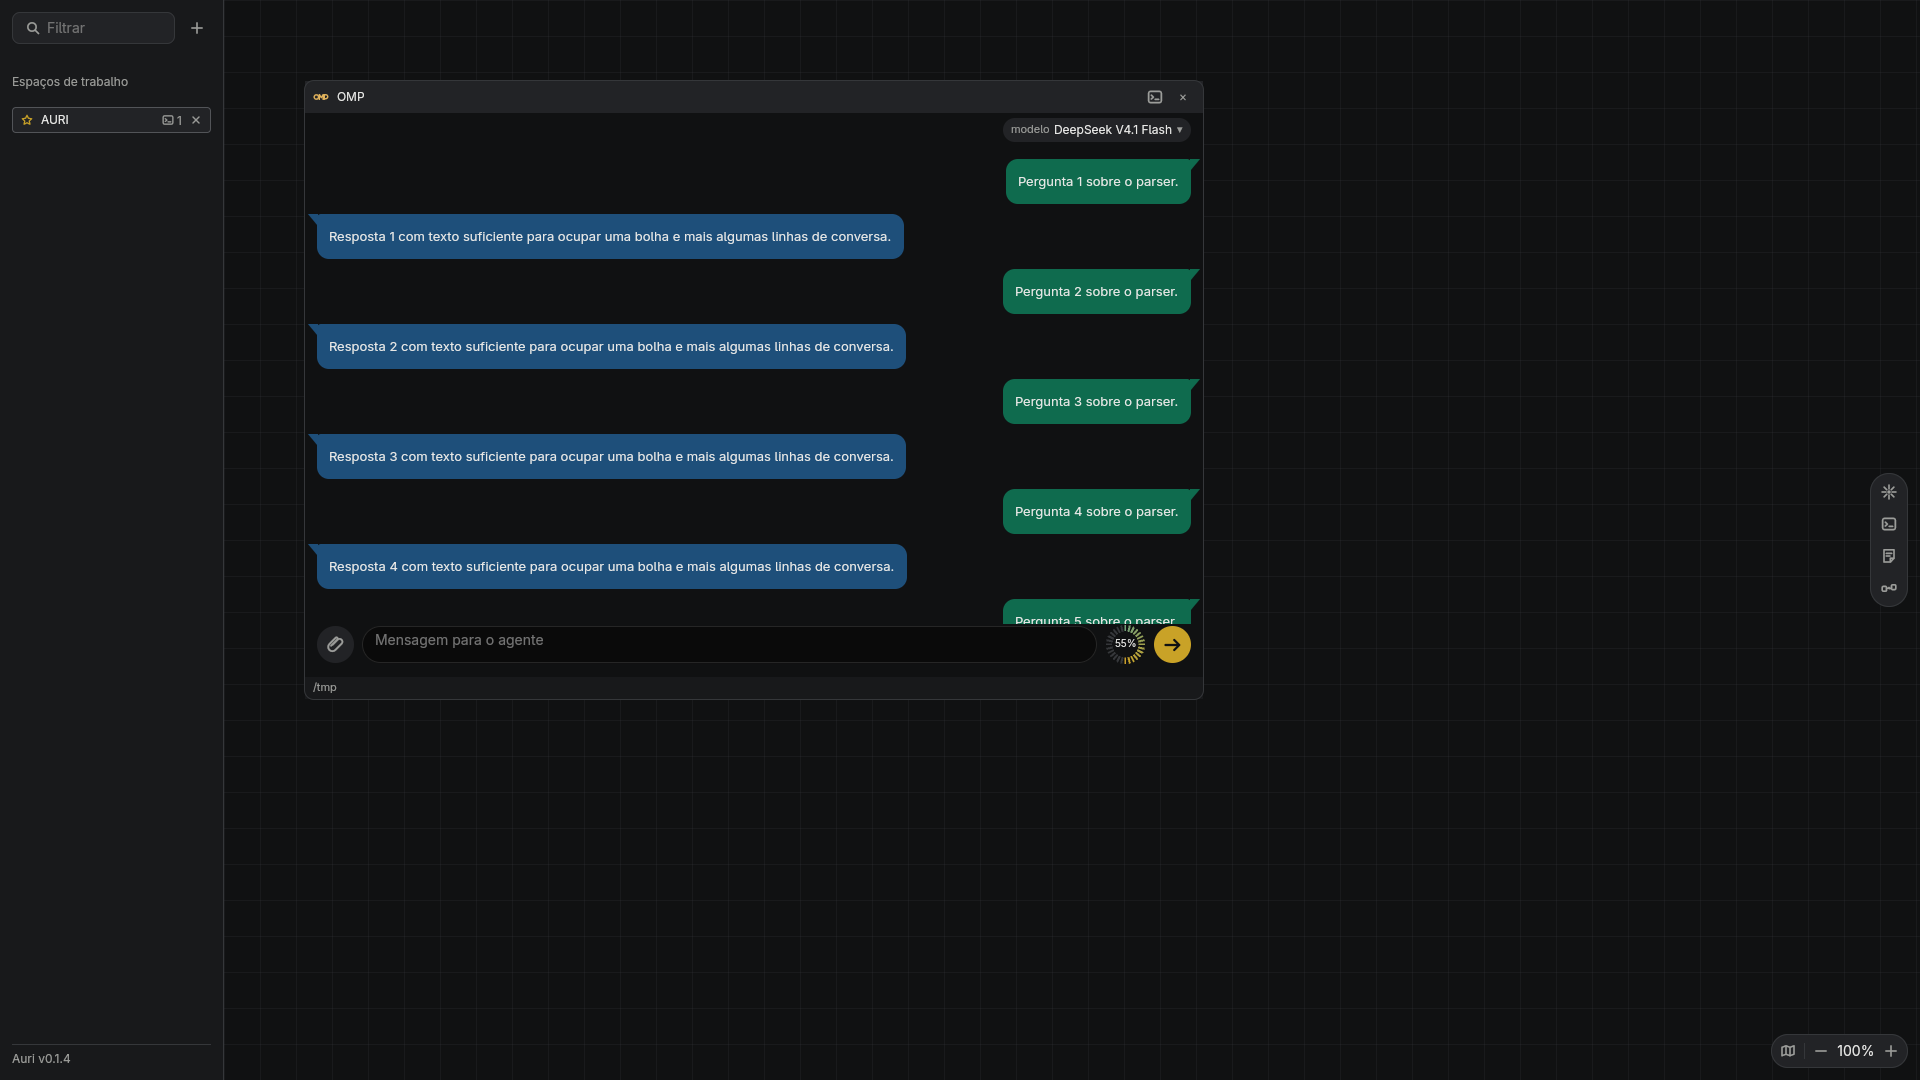 Filtrar
Espaços de trabalho
AURI
1
OMP
modelo DeepSeek V4.1 Flash
Pergunta 1 sobre o parser.
Resposta 1 com texto suficiente para ocupar uma bolha e mais algumas linhas de conversa.
Pergunta 2 sobre o parser.
Resposta 2 com texto suficiente para ocupar uma bolha e mais algumas linhas de conversa.
Pergunta 3 sobre o parser.
Resposta 3 com texto suficiente para ocupar uma bolha e mais algumas linhas de conversa.
Pergunta 4 sobre o parser.
Resposta 4 com texto suficiente para ocupar uma bolha e mais algumas linhas de conversa.
Pergunta 5 sobre o parser
Mensagem para o agente
55%
/tmp
Auri v0.1.4
100%